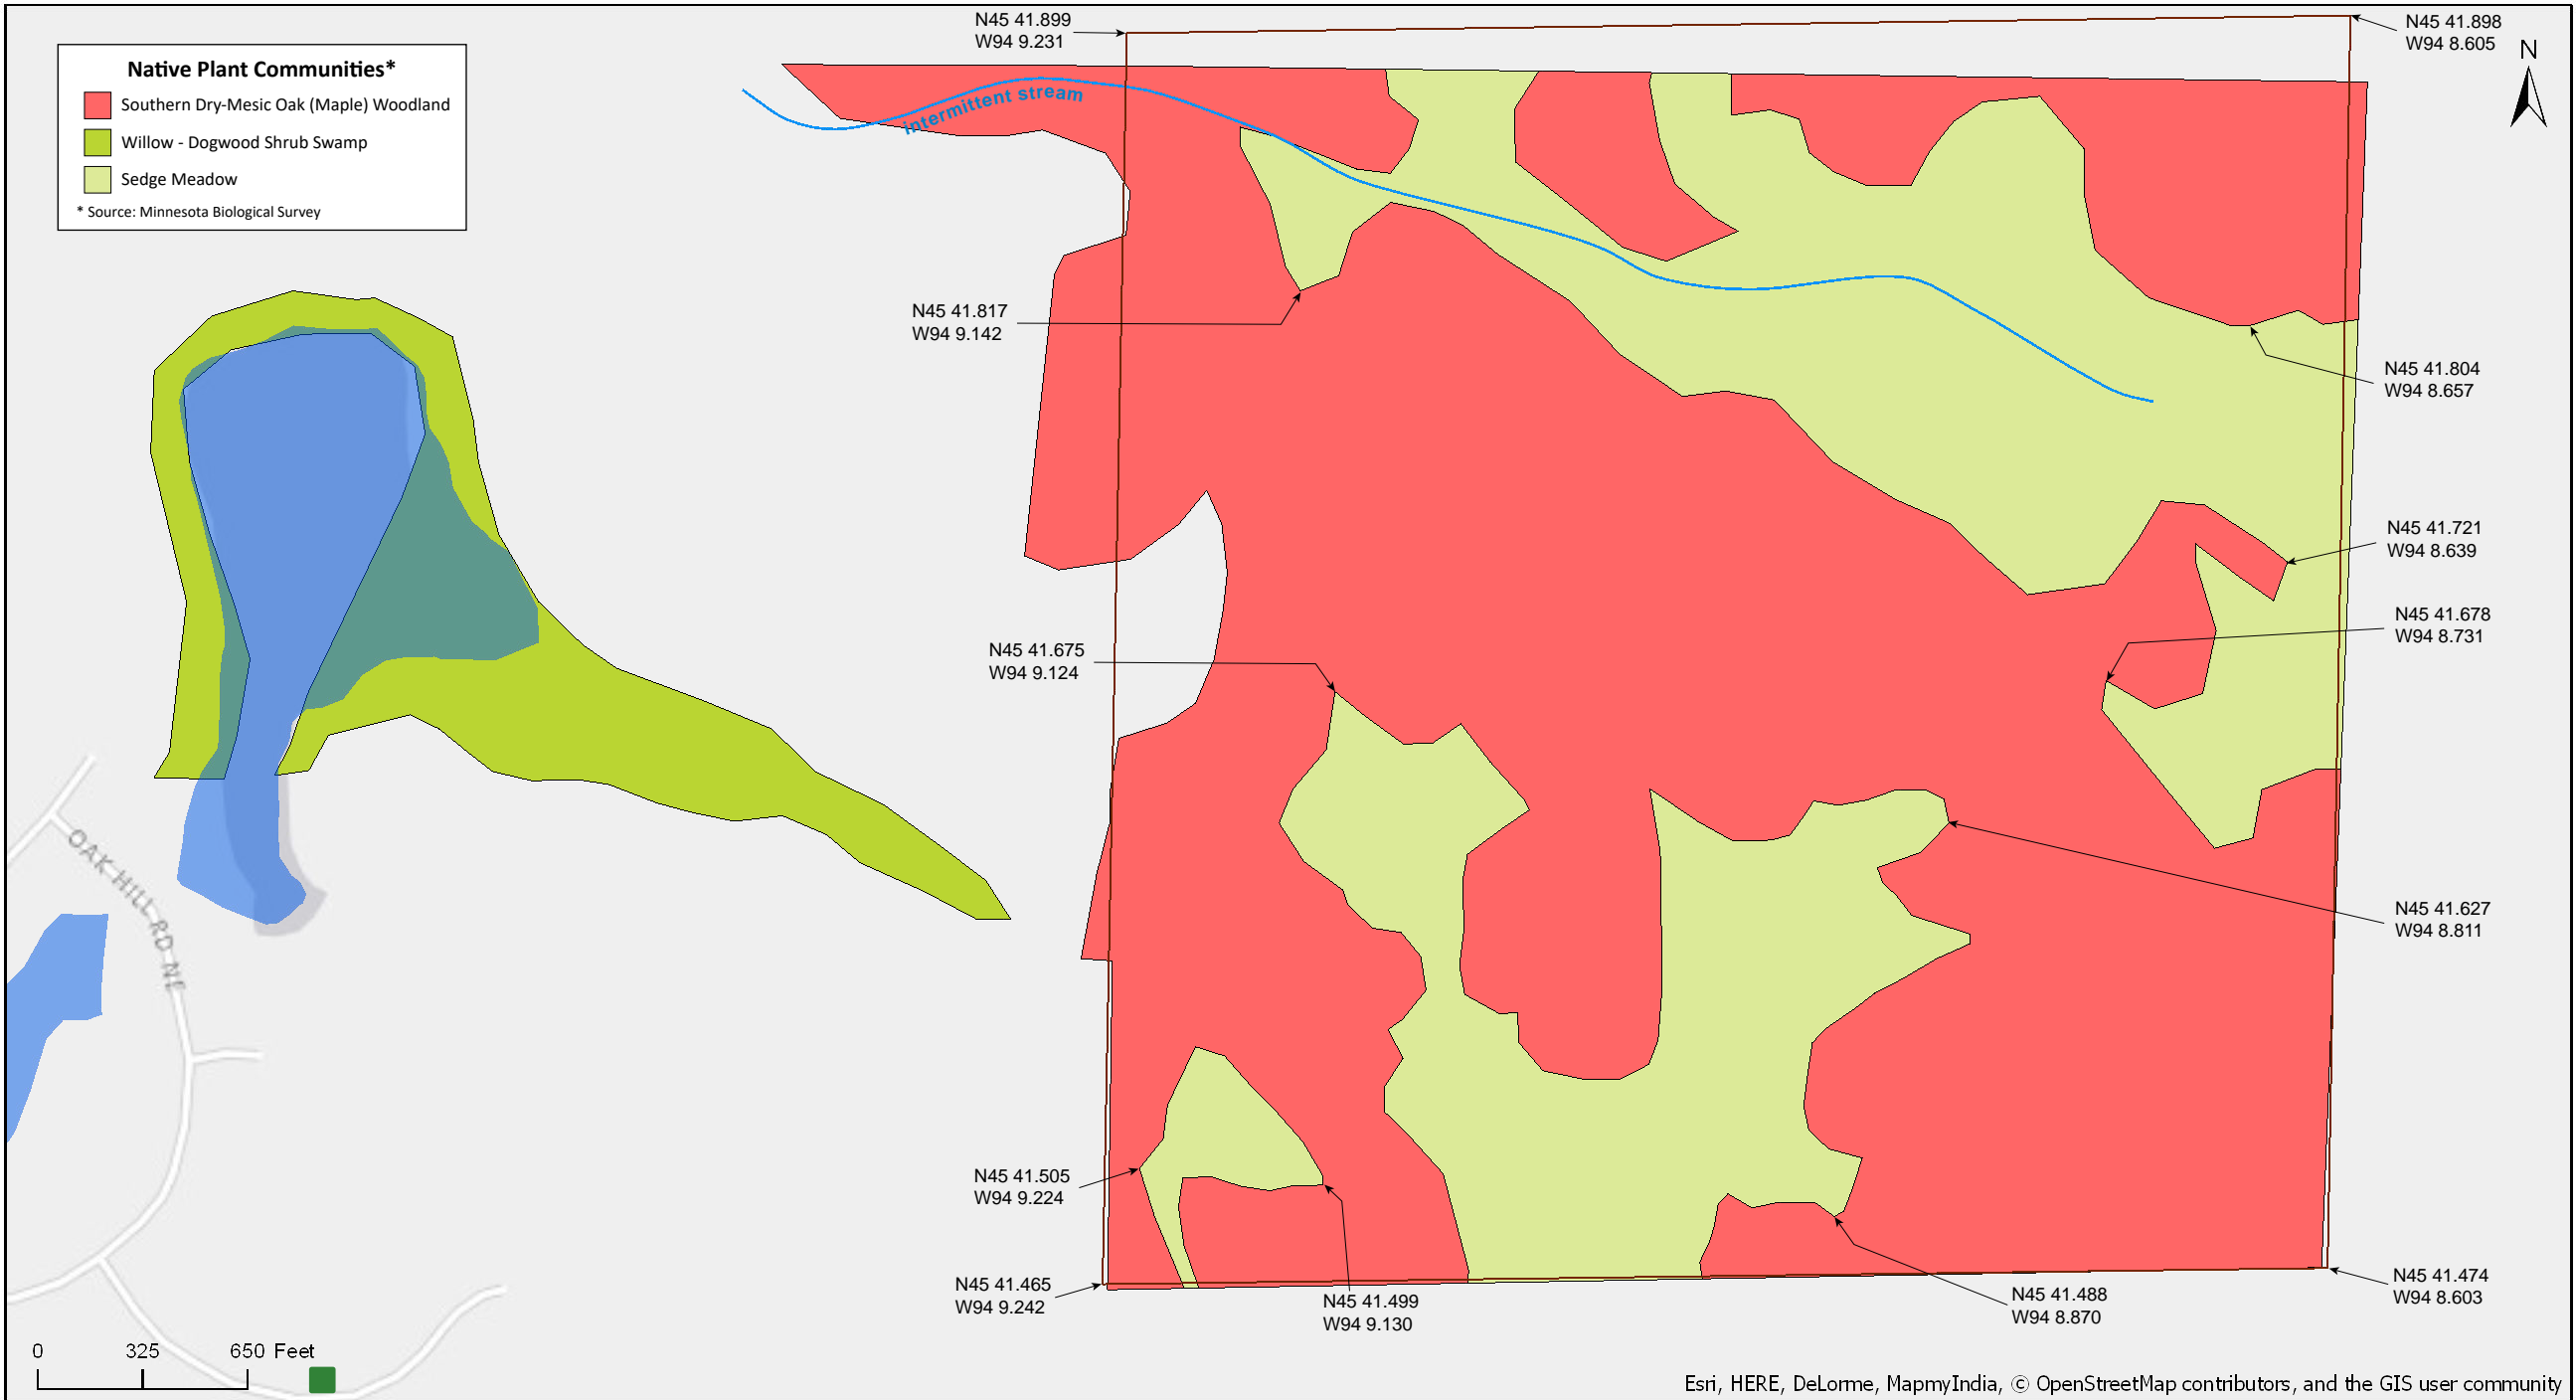 N45 41.899
W94 9.231
N45 41.898
W94 8.605
N
Native Plant Communities*
Southern Dry-Mesic Oak (Maple) Woodland
Willow - Dogwood Shrub Swamp
Sedge Meadow
* Source: Minnesota Biological Survey
intermittent stream
N45 41.817
W94 9.142
N45 41.804
W94 8.657
N45 41.721
W94 8.639
N45 41.678
W94 8.731
N45 41.675
W94 9.124
OAK HILL RD NE
N45 41.627
W94 8.811
N45 41.505
W94 9.224
N45 41.465
W94 9.242
N45 41.499
W94 9.130
N45 41.488
W94 8.870
N45 41.474
W94 8.603
0 325 650 Feet
Esri, HERE, DeLorme, MapmyIndia, © OpenStreetMap contributors, and the GIS user community